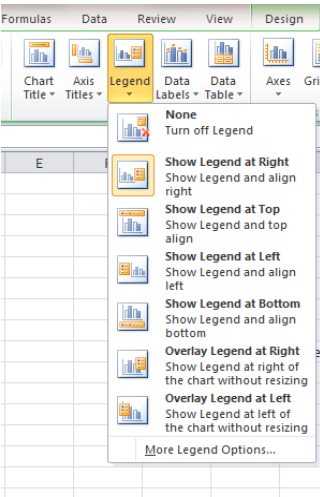 Formulas Data Review View Design
Chart Axis Legend Data Data Axes Gri
Title Titles Labels Table
None
Turn off Legend
E
Show Legend at Right
Show Legend and align
right
Show Legend at Top
Show Legend and top
align
Show Legend at Left
Show Legend and align
left
Show Legend at Bottom
Show Legend and align
bottom
Overlay Legend at Right
Show Legend at right of
the chart without resizing
Overlay Legend at Left
Show Legend at left of
the chart without resizing
More Legend Options...